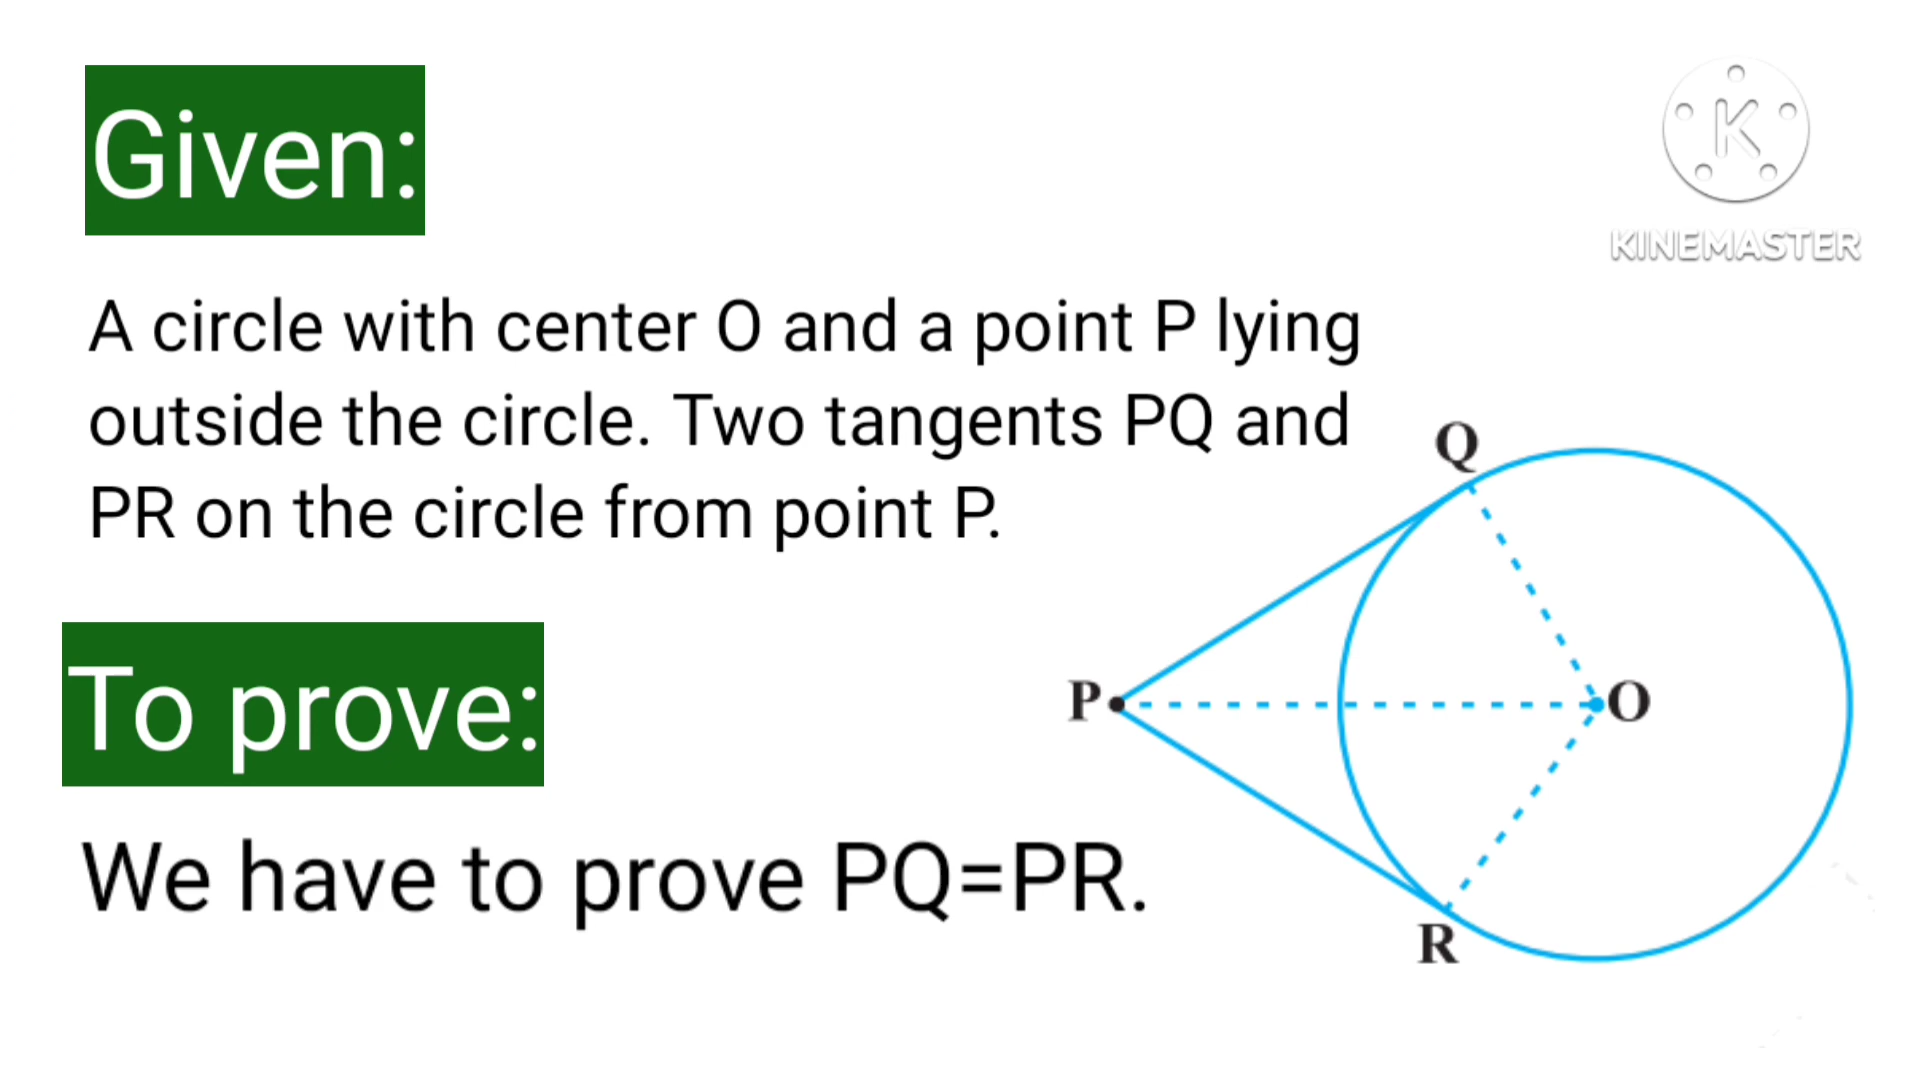 Given:
K
KINEMASTER
A circle with center O and a point P lying
outside the circle. Two tangents PQ and
PR on the circle from point P.
Q
To prove:
P
O
We have to prove PQ=PR.
R